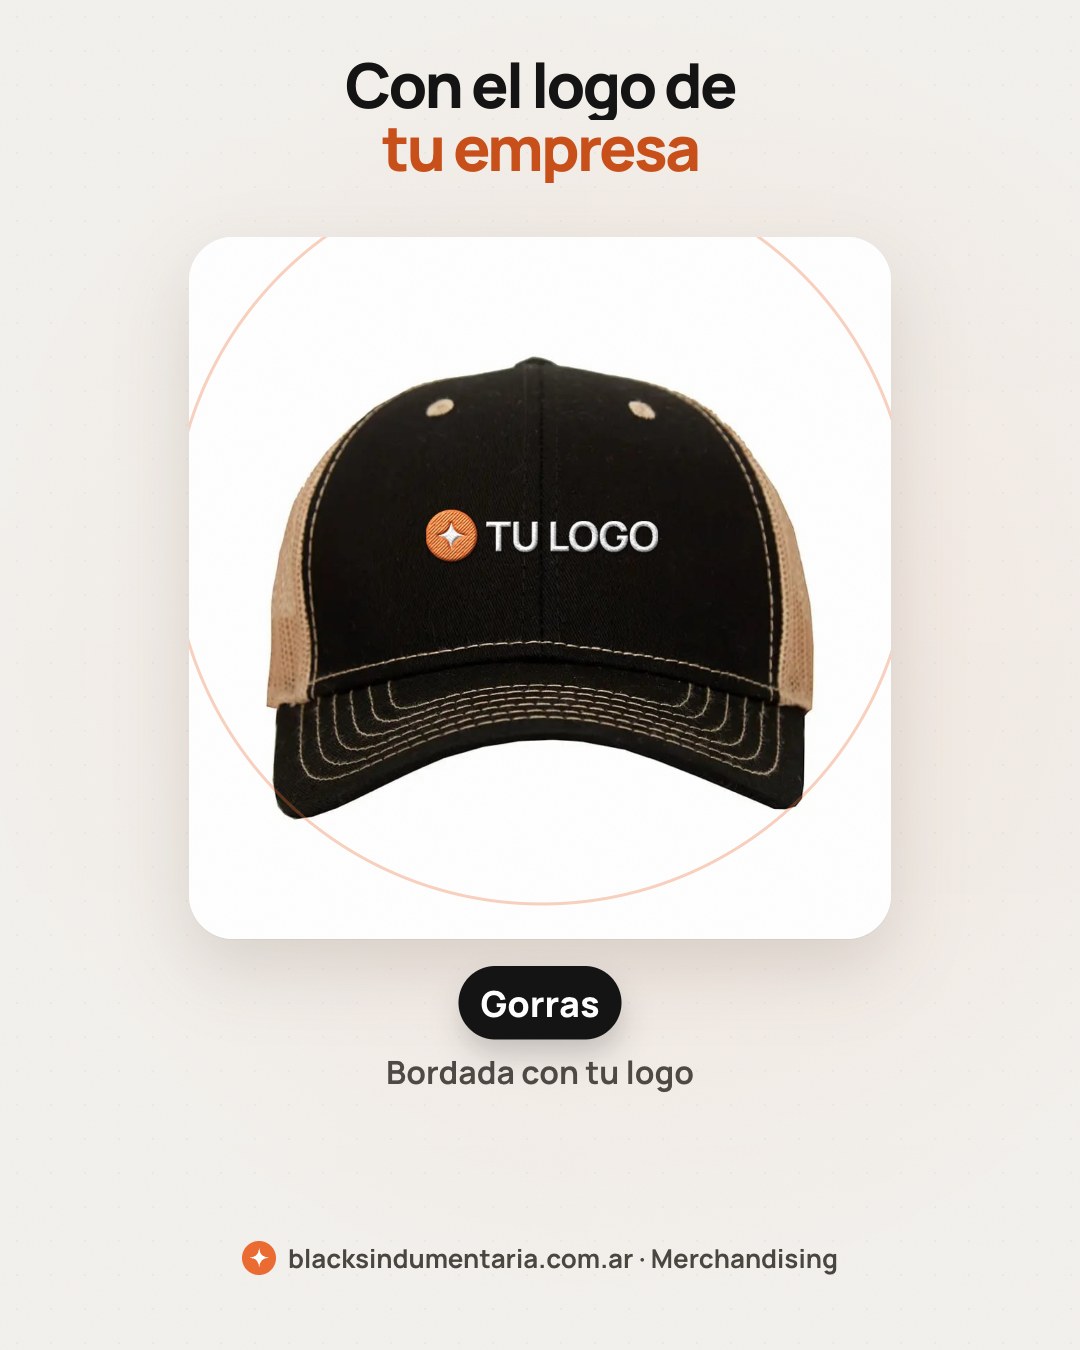 Con el logo de
tu empresa
TU LOGO
Gorras
Bordada con tu logo
blacksindumentaria.com.ar · Merchandising